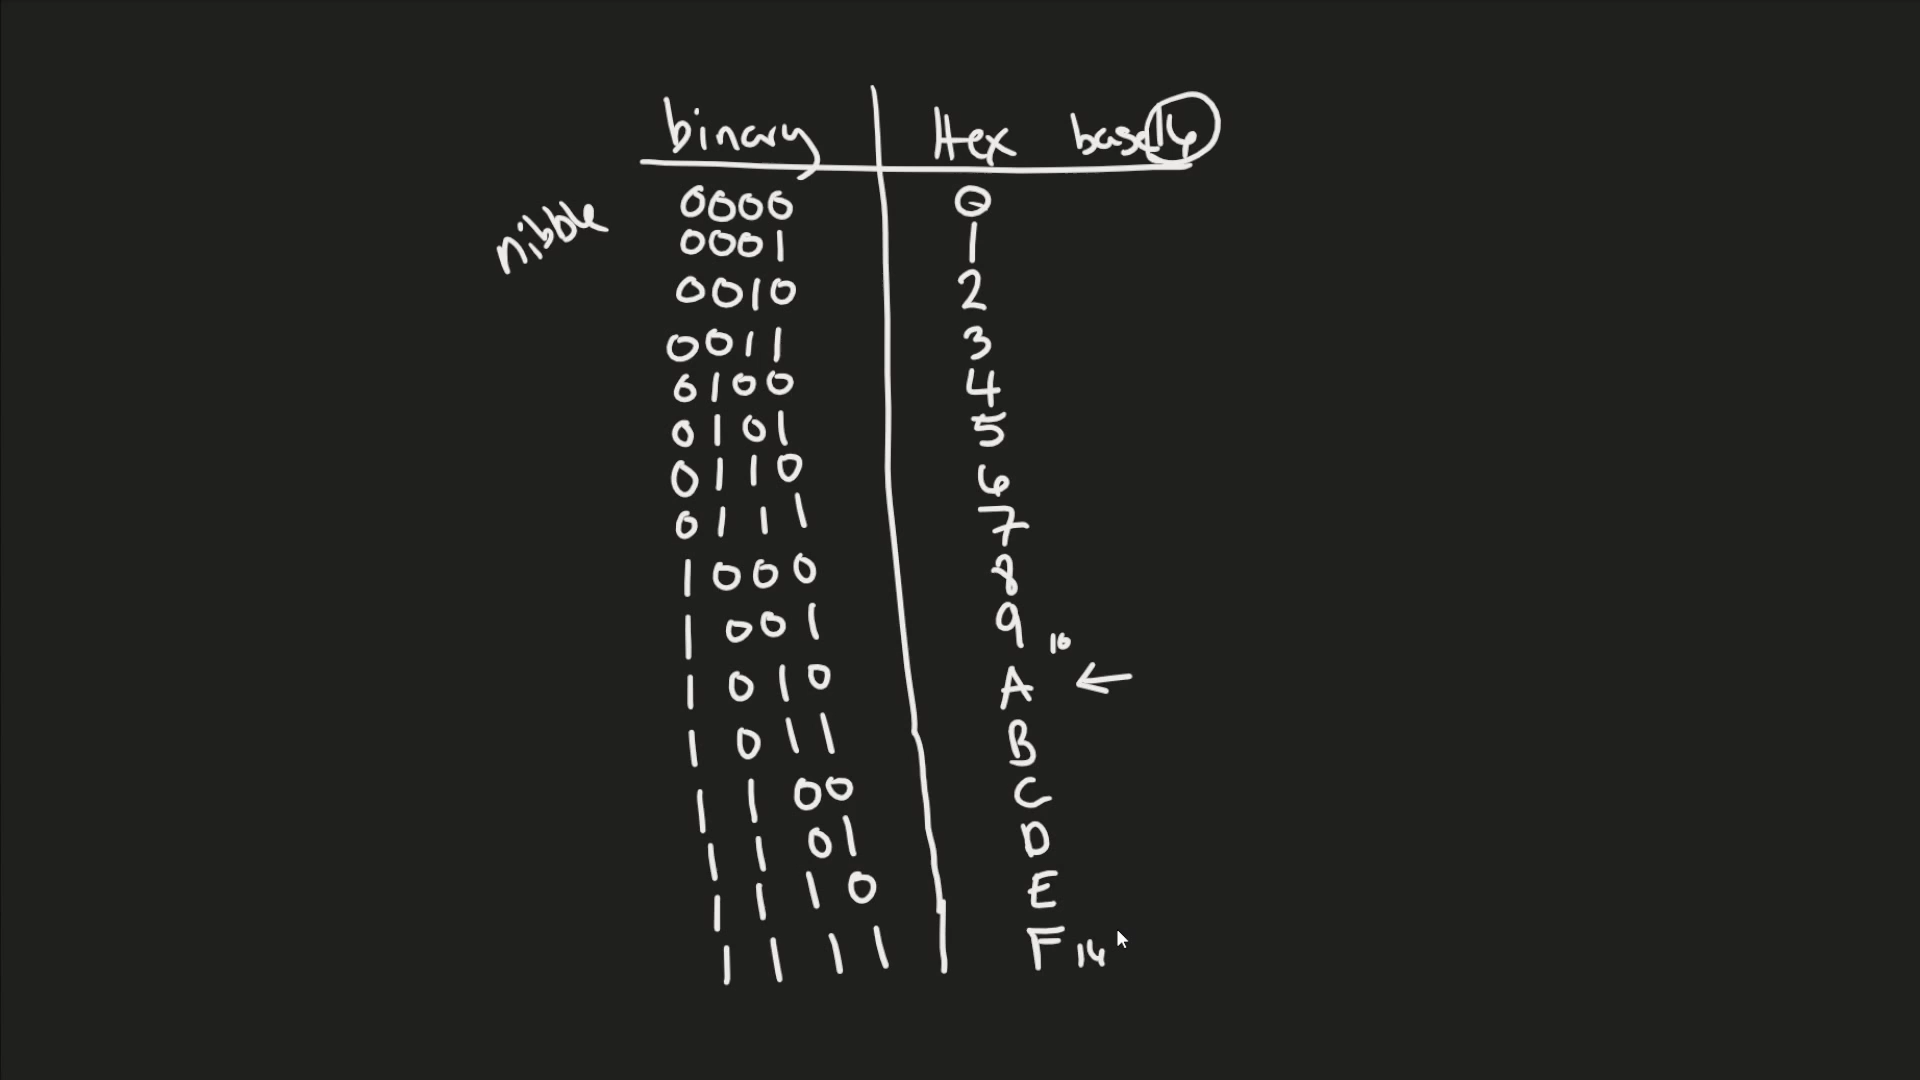 binary Hex base 16
nibble
0000 0
0001 1
0010 2
0011 3
0100 4
0101 5
0110 6
0111 7
1000 8
1001 9
10
1010 A ←
1011 B
1100 C
1101 D
1110 E
1111 F 16